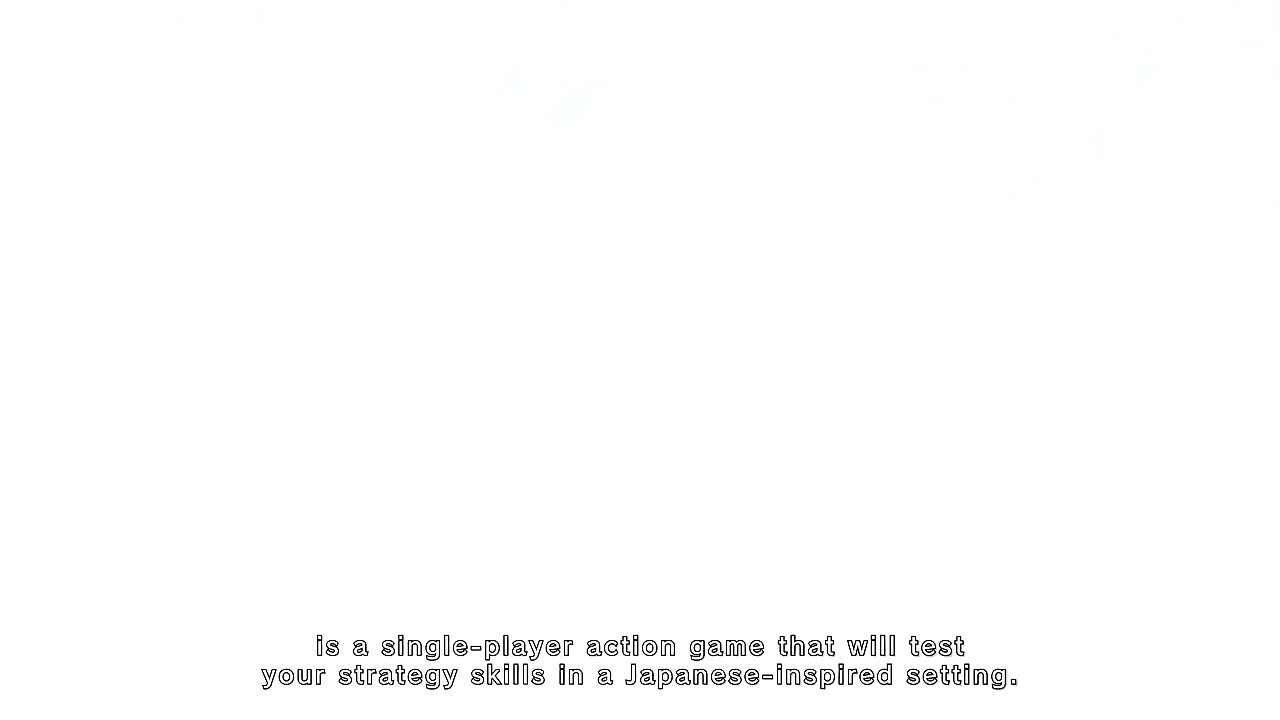 is a single-player action game that will test
your strategy skills in a Japanese-inspired setting.